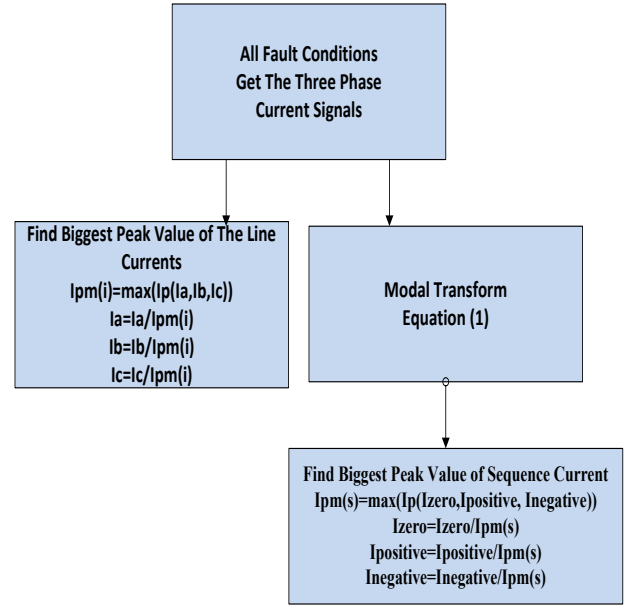 All Fault Conditions
Get The Three Phase
Current Signals
Find Biggest Peak Value of The Line
Currents
Ipm(i)=max(Ip(Ia,Ib,Ic))
Ia=Ia/Ipm(i)
Ib=Ib/Ipm(i)
Ic=Ic/Ipm(i)
Modal Transform
Equation (1)
Find Biggest Peak Value of Sequence Current
Ipm(s)=max(Ip(Izero,Ipositive, Inegative))
Izero=Izero/Ipm(s)
Ipositive=Ipositive/Ipm(s)
Inegative=Inegative/Ipm(s)